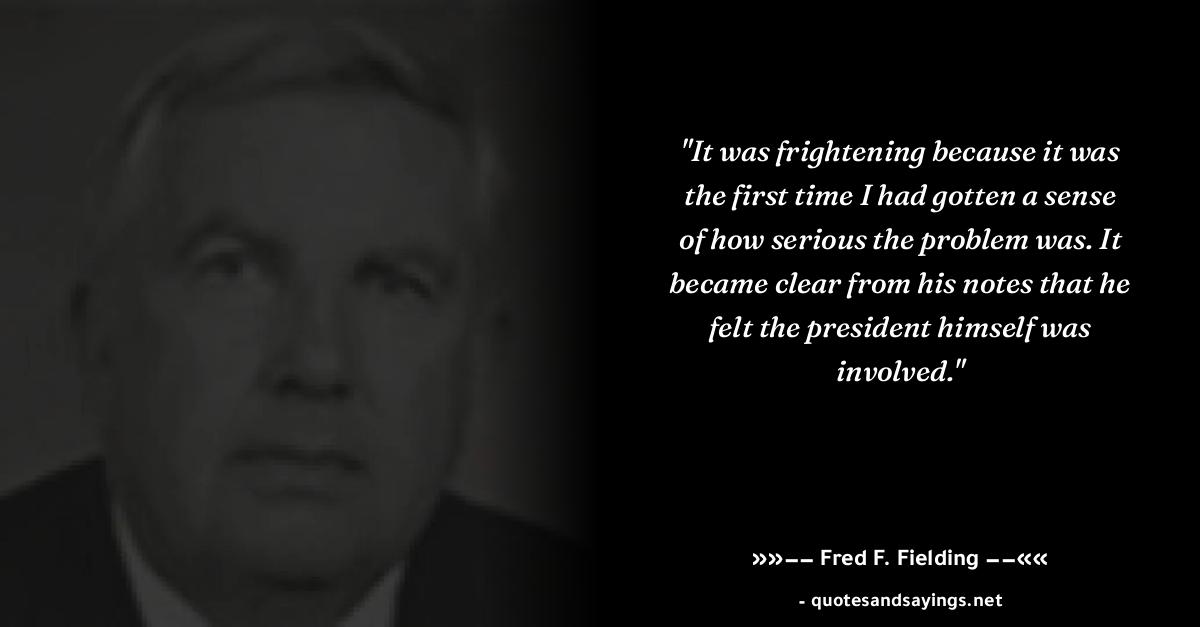 "It was frightening because it was
the first time I had gotten a sense
of how serious the problem was. It
became clear from his notes that he
felt the president himself was
involved."
»»–– Fred F. Fielding ––««
- quotesandsayings.net